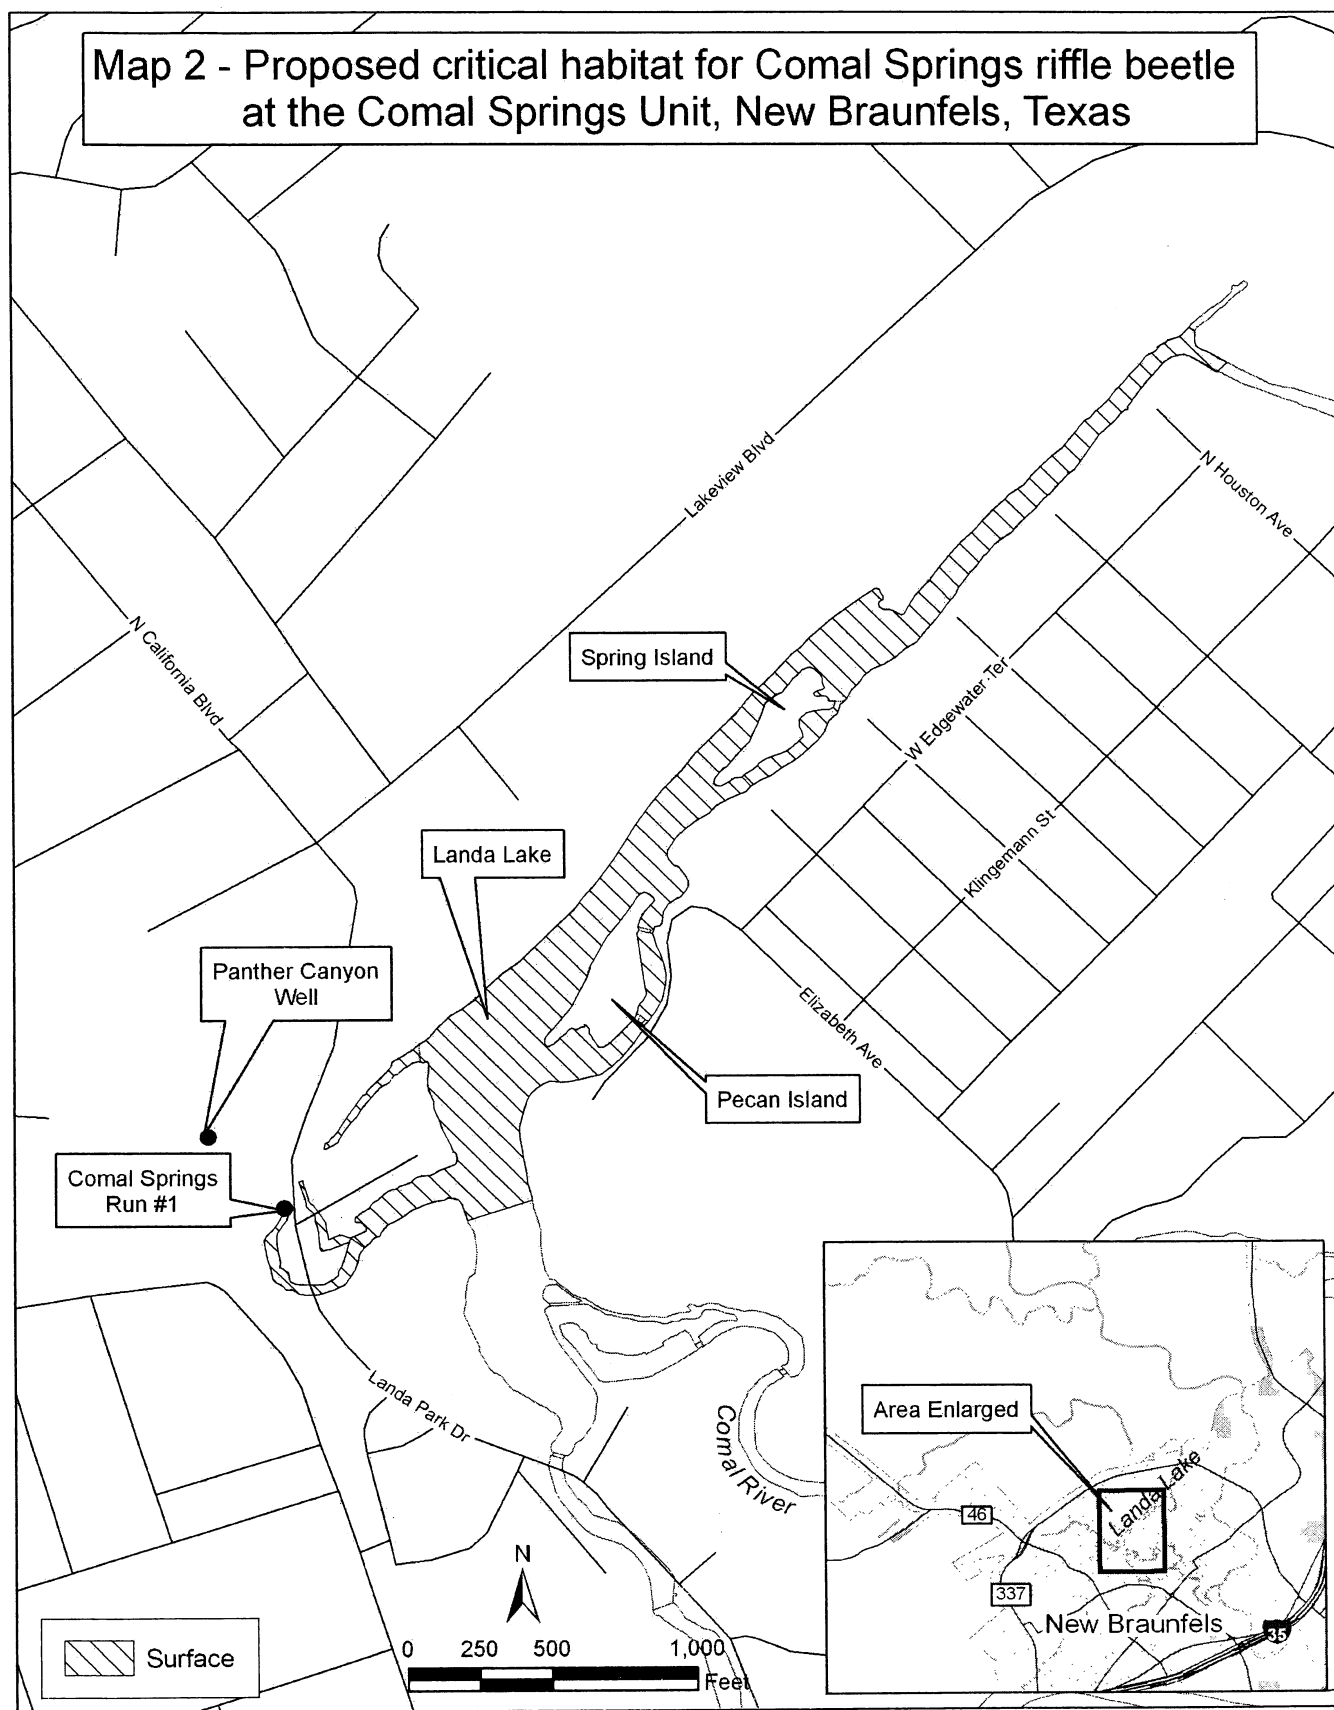 Map 2 - Proposed critical habitat for Comal Springs riffle beetle
at the Comal Springs Unit, New Braunfels, Texas
Lakeview Blvd
N Houston Ave
N California Blvd
Spring Island
W Edgewater Ter
Klingemann St
Landa Lake
Panther Canyon
Well
Elizabeth Ave
Pecan Island
Comal Springs
Run #1
Landa Park Dr
Comal River
Area Enlarged
Landa Lake
46
337
New Braunfels
35
N
Surface
0 250 500 1,000
Feet